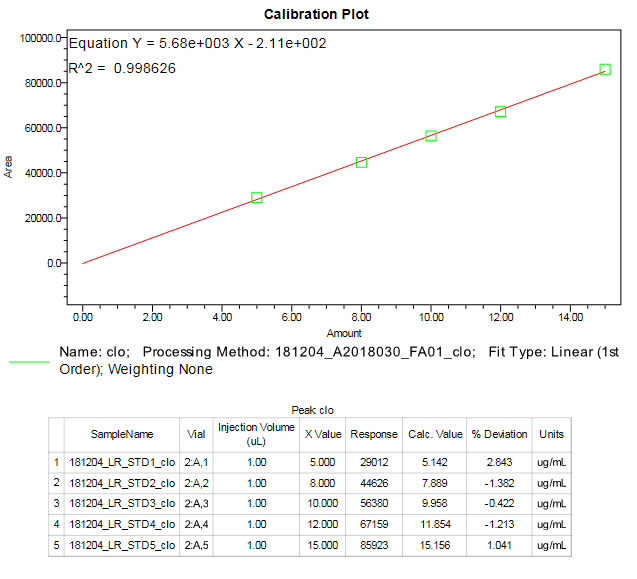 Calibration Plot
100000.0
Equation Y = 5.68e+003 X - 2.11e+002
R^2 = 0.998626
80000.0
60000.0
Area
40000.0
20000.0
0.0
0.00 2.00 4.00 6.00 8.00 10.00 12.00 14.00
Amount
Name: clo; Processing Method: 181204_A2018030_FA01_clo; Fit Type: Linear (1st
Order); Weighting None
Peak: clo
SampleName Vial Injection Volume (uL) X Value Response Calc. Value % Deviation Units
1 181204_LR_STD1_clo 2:A,1 1.00 5.000 29012 5.142 2.843 ug/mL
2 181204_LR_STD2_clo 2:A,2 1.00 8.000 44626 7.889 -1.382 ug/mL
3 181204_LR_STD3_clo 2:A,3 1.00 10.000 56380 9.958 -0.422 ug/mL
4 181204_LR_STD4_clo 2:A,4 1.00 12.000 67159 11.854 -1.213 ug/mL
5 181204_LR_STD5_clo 2:A,5 1.00 15.000 85923 15.156 1.041 ug/mL